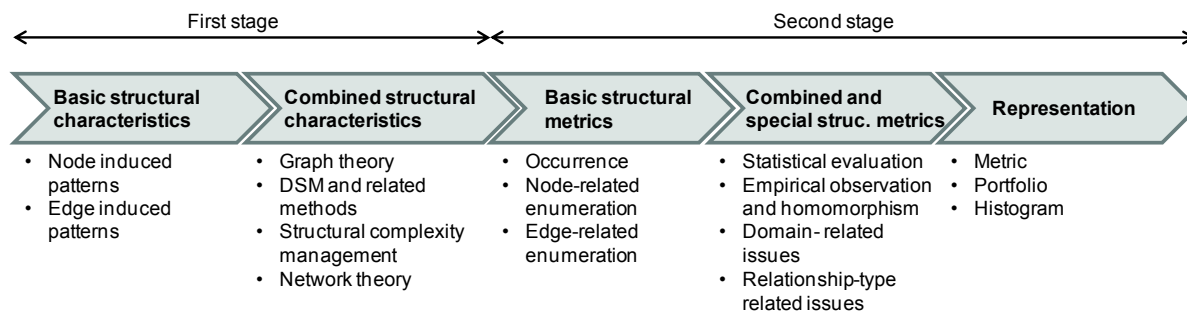 First stage
Second stage
Basic structural
characteristics
Combined structural
characteristics
Basic structural
metrics
Combined and
special struc. metrics
Representation
• Node induced
patterns
• Edge induced
patterns
• Graph theory
• DSM and related
methods
• Structural complexity
management
• Network theory
• Occurrence
• Node-related
enumeration
• Edge-related
enumeration
• Statistical evaluation
• Empirical observation
and homomorphism
• Domain- related
issues
• Relationship-type
related issues
• Metric
• Portfolio
• Histogram